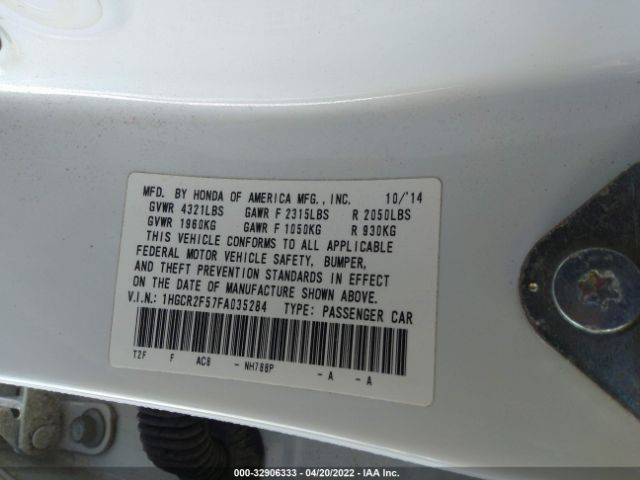 MFD. BY HONDA OF AMERICA MFG., INC. 10/'14
GVWR 4321LBS GAWR F 2315LBS R 2050LBS
GVWR 1960KG GAWR F 1050KG R 930KG
THIS VEHICLE CONFORMS TO ALL APPLICABLE
FEDERAL MOTOR VEHICLE SAFETY, BUMPER,
AND THEFT PREVENTION STANDARDS IN EFFECT
ON THE DATE OF MANUFACTURE SHOWN ABOVE.
V.I.N.: 1HGCR2F57FA035284 TYPE: PASSENGER CAR
T2F F AC8 - NH788P - A - A
000-32906333 / 04/20/2022 — IAA Inc.